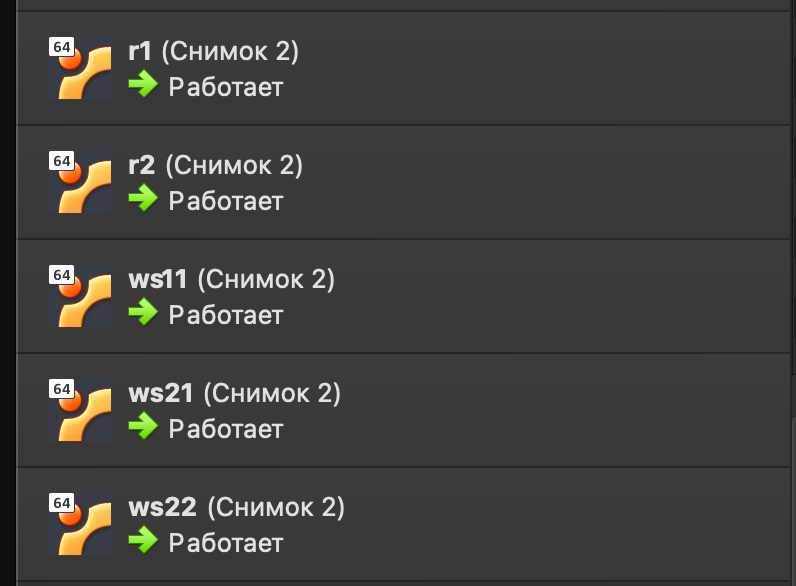 64
r1 (Снимок 2)
Работает
64
r2 (Снимок 2)
Работает
64
ws11 (Снимок 2)
Работает
64
ws21 (Снимок 2)
Работает
64
ws22 (Снимок 2)
Работает